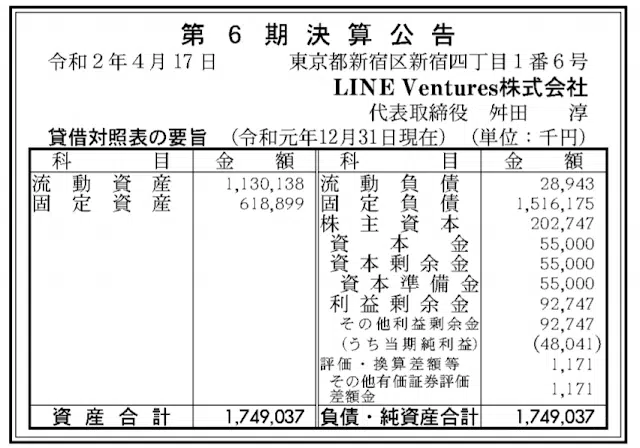 第6期決算公告
令和2年4月17日 東京都新宿区新宿四丁目1番6号
LINE Ventures株式会社
代表取締役 舛田 淳
貸借対照表の要旨 (令和元年12月31日現在) (単位:千円)
科目 金額 科目 金額
流動資産 1,130,138 流動負債 28,943
固定資産 618,899 固定負債 1,516,175
株主資本 202,747
資本金 55,000
資本剰余金 55,000
資本準備金 55,000
利益剰余金 92,747
その他利益剰余金 92,747
(うち当期純利益) (48,041)
評価・換算差額等 1,171
その他有価証券評価
差額金 1,171
資産合計 1,749,037 負債・純資産合計 1,749,037